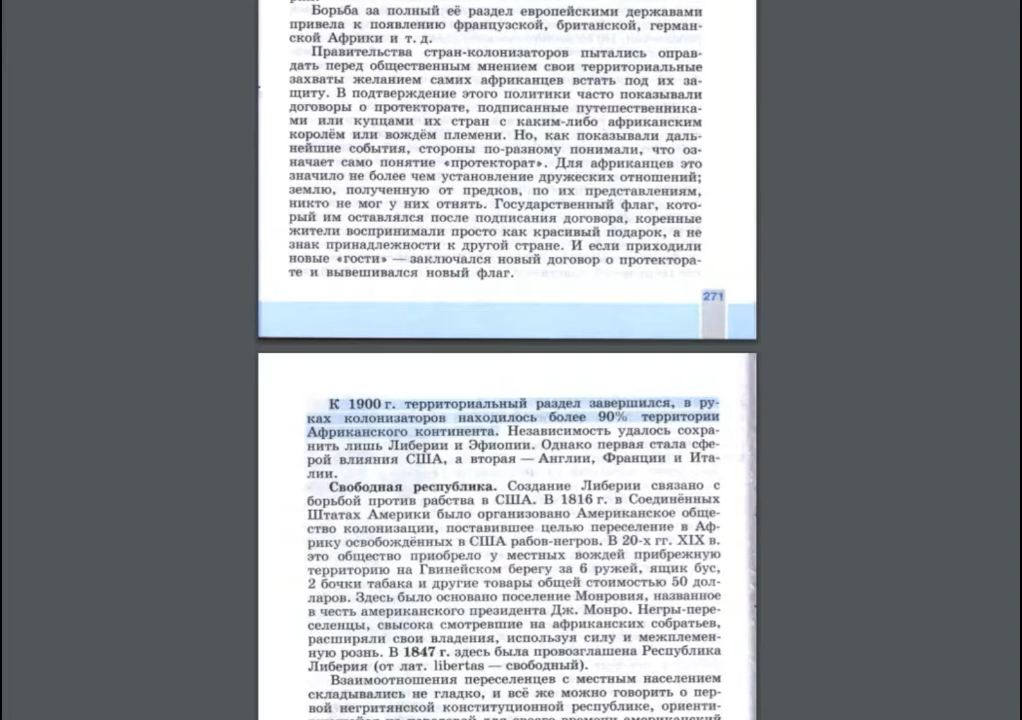 Борьба за полный её раздел европейскими державами
привела к появлению французской, британской, герман-
ской Африки и т. д.
Правительства стран-колонизаторов пытались оправ-
дать перед общественным мнением свои территориальные
захваты желанием самих африканцев встать под их за-
щиту. В подтверждение этого политики часто показывали
договоры о протекторате, подписанные путешественника-
ми или купцами их стран с каким-либо африканским
королём или вождём племени. Но, как показывали даль-
нейшие события, стороны по-разному понимали, что оз-
начает само понятие «протекторат». Для африканцев это
значило не более чем установление дружеских отношений;
землю, полученную от предков, по их представлениям,
никто не мог у них отнять. Государственный флаг, кото-
рый им оставлялся после подписания договора, коренные
жители воспринимали просто как красивый подарок, а не
знак принадлежности к другой стране. И если приходили
новые «гости» — заключался новый договор о протектора-
те и вывешивался новый флаг.
271
К 1900 г. территориальный раздел завершился, в ру-
ках колонизаторов находилось более 90% территории
Африканского континента. Независимость удалось сохра-
нить лишь Либерии и Эфиопии. Однако первая стала сфе-
рой влияния США, а вторая — Англии, Франции и Ита-
лии.
Свободная республика. Создание Либерии связано с
борьбой против рабства в США. В 1816 г. в Соединённых
Штатах Америки было организовано Американское обще-
ство колонизации, поставившее целью переселение в Аф-
рику освобождённых в США рабов-негров. В 20-х гг. XIX в.
это общество приобрело у местных вождей прибрежную
территорию на Гвинейском берегу за 6 ружей, ящик бус,
2 бочки табака и другие товары общей стоимостью 50 дол-
ларов. Здесь было основано поселение Монровия, названное
в честь американского президента Дж. Монро. Негры-пере-
селенцы, свысока смотревшие на африканских собратьев,
расширяли свои владения, используя силу и межплемен-
ную рознь. В 1847 г. здесь была провозглашена Республика
Либерия (от лат. libertas — свободный).
Взаимоотношения переселенцев с местным населением
складывались не гладко, и всё же можно говорить о пер-
вой негритянской конституционной республике, ориенти-